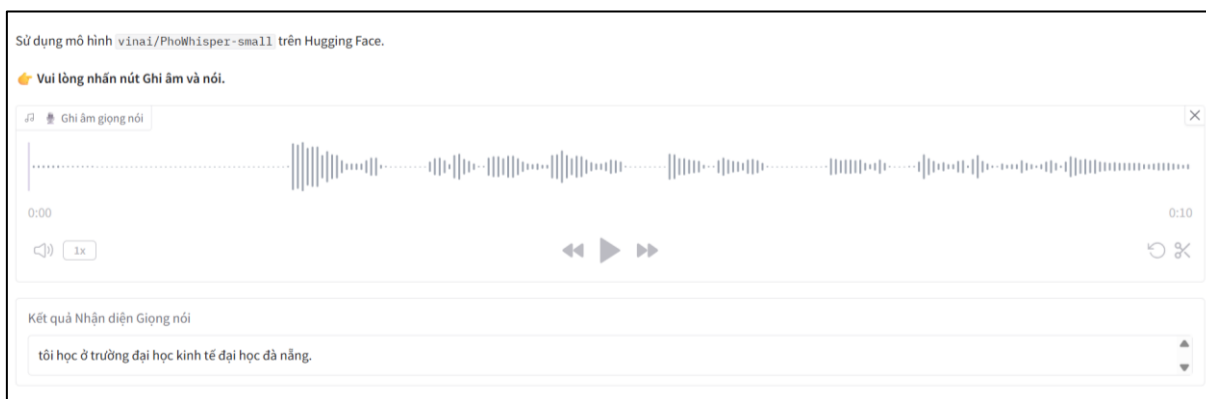 Sử dụng mô hình vinai/PhoWhisper-small trên Hugging Face.
👉 Vui lòng nhấn nút Ghi âm và nói.
Ghi âm giọng nói
0:00
0:10
1x
Kết quả Nhận diện Giọng nói
tôi học ở trường đại học kinh tế đại học đà nẵng.